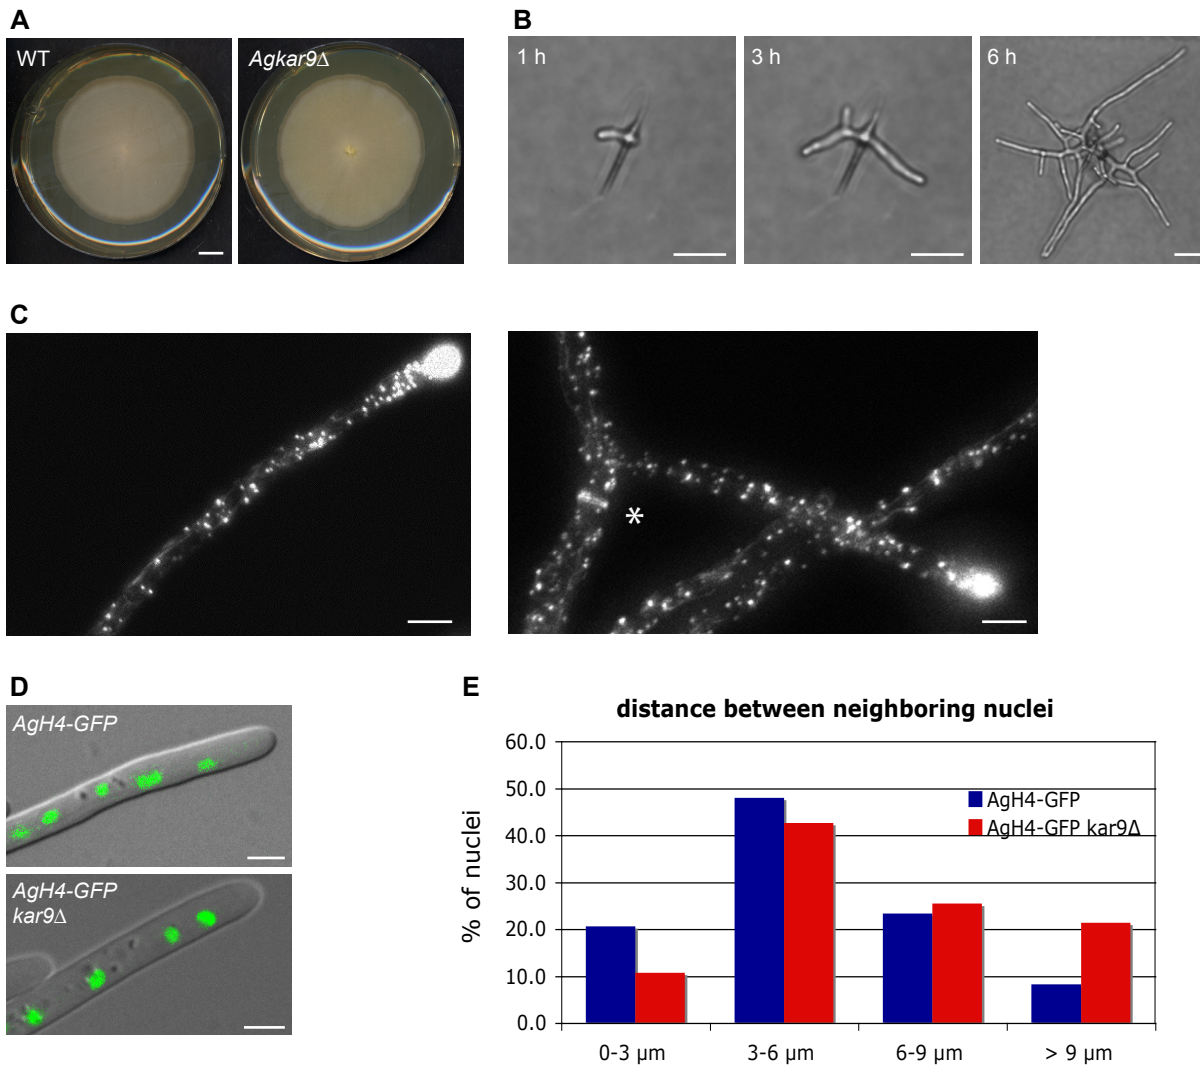 A
WT
Agkar9Δ
B
1 h
3 h
6 h
C
*
D
AgH4-GFP
AgH4-GFP
kar9Δ
E
distance between neighboring nuclei
% of nuclei
60.0
50.0
40.0
30.0
20.0
10.0
0.0
AgH4-GFP
AgH4-GFP kar9Δ
0-3 µm
3-6 µm
6-9 µm
> 9 µm